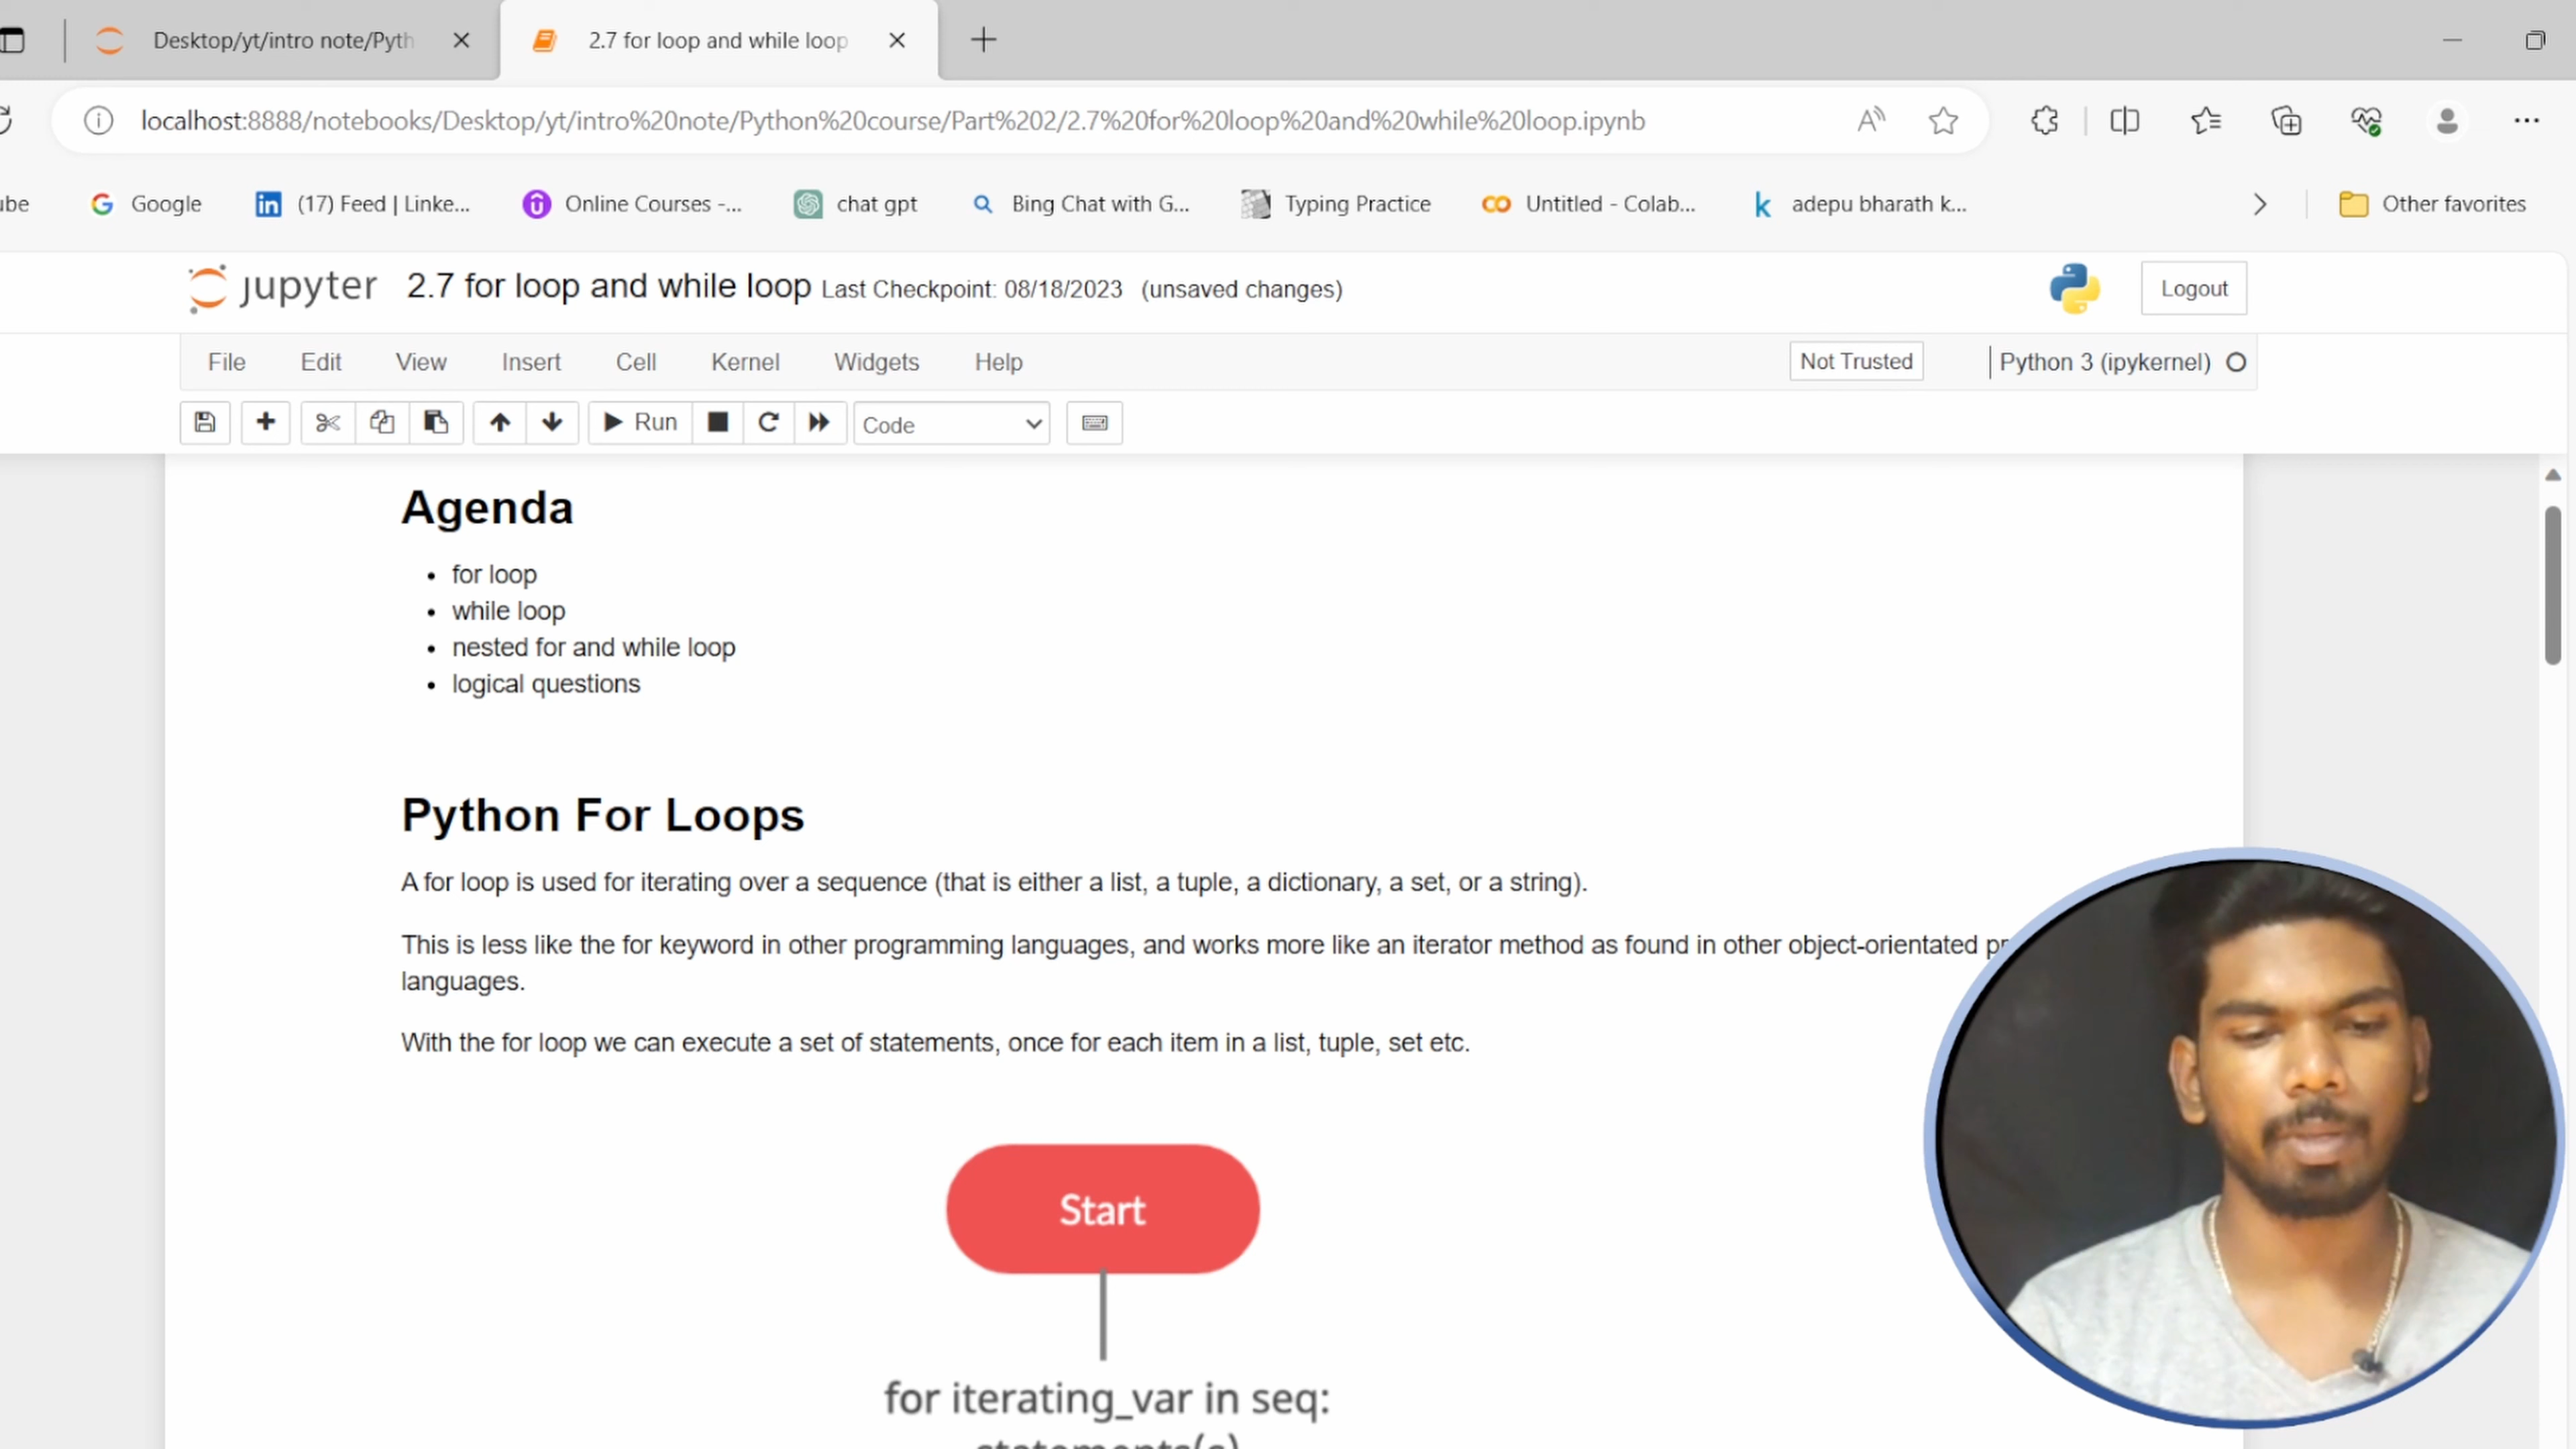 Desktop/yt/intro note/Pyth
2.7 for loop and while loop
localhost:8888/notebooks/Desktop/yt/intro%20note/Python%20course/Part%202/2.7%20for%20loop%20and%20while%20loop.ipynb
ube Google (17) Feed | Linke... Online Courses -... chat gpt Bing Chat with G... Typing Practice Untitled - Colab... adepu bharath k... Other favorites
jupyter 2.7 for loop and while loop Last Checkpoint: 08/18/2023 (unsaved changes) Logout
File Edit View Insert Cell Kernel Widgets Help Not Trusted Python 3 (ipykernel)
Run Code
Agenda
• for loop
• while loop
• nested for and while loop
• logical questions
Python For Loops
A for loop is used for iterating over a sequence (that is either a list, a tuple, a dictionary, a set, or a string).
This is less like the for keyword in other programming languages, and works more like an iterator method as found in other object-orientated pr
languages.
With the for loop we can execute a set of statements, once for each item in a list, tuple, set etc.
Start
for iterating_var in seq: